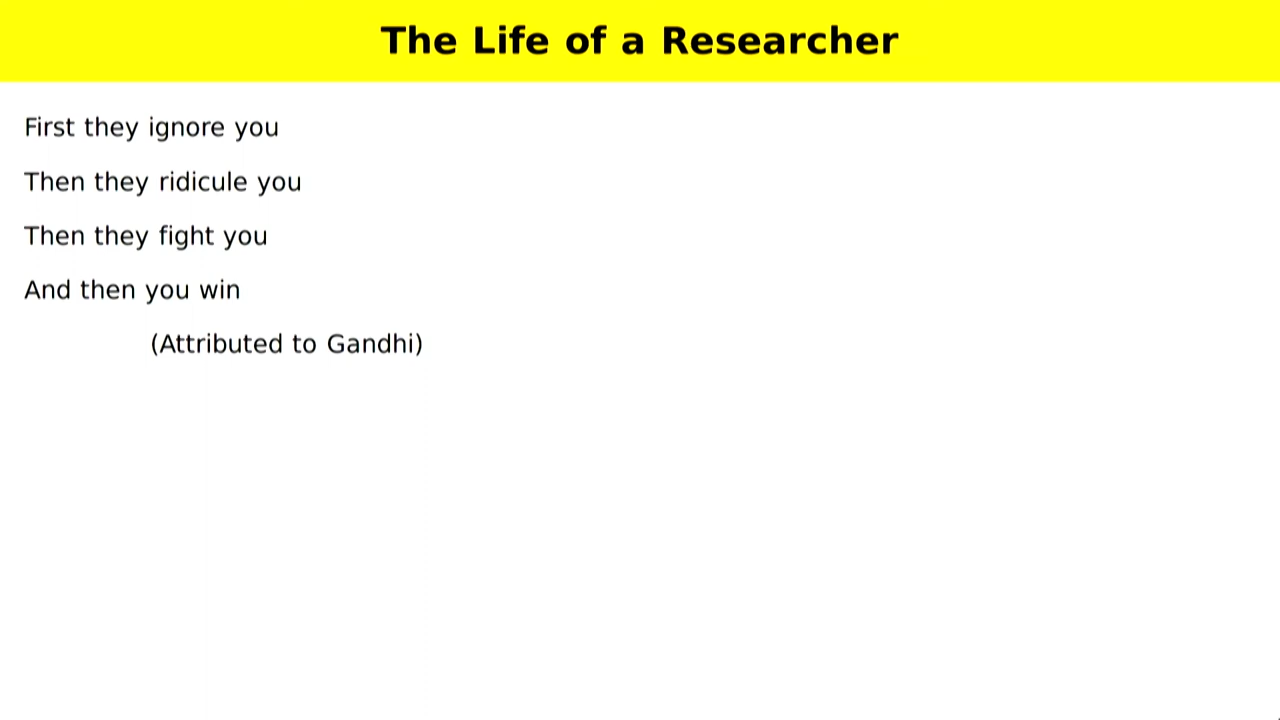 The Life of a Researcher
First they ignore you
Then they ridicule you
Then they fight you
And then you win
(Attributed to Gandhi)